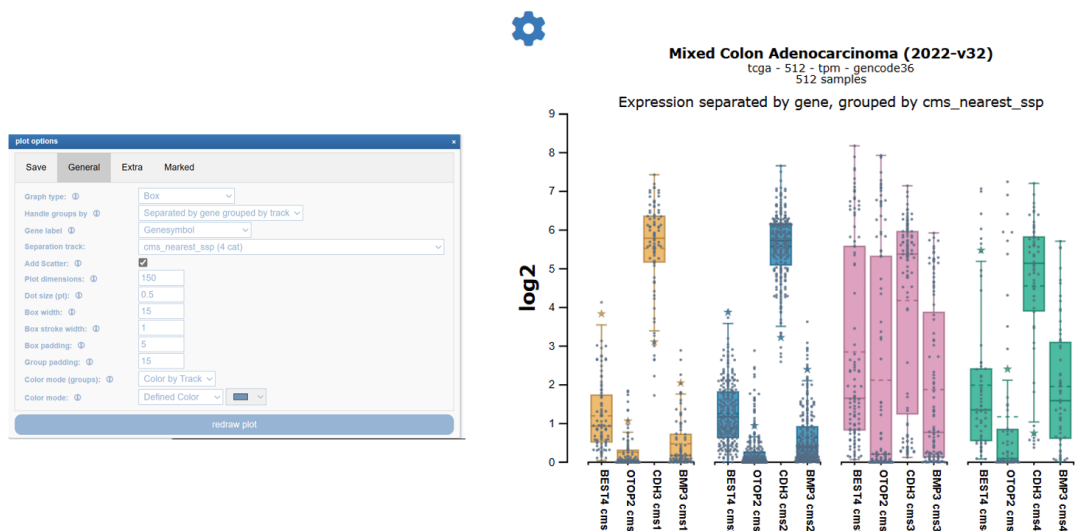 plot options
×
Save General Extra Marked
Graph type: Box
Handle groups by Separated by gene grouped by track
Gene label Genesymbol
Separation track: cms_nearest_ssp (4 cat)
Add Scatter:
Plot dimensions: 150
Dot size (pt): 0.5
Box width: 15
Box stroke width: 1
Box padding: 5
Group padding: 15
Color mode (groups): Color by Track
Color mode: Defined Color
redraw plot
Mixed Colon Adenocarcinoma (2022-v32)
tcga - 512 - tpm - gencode36
512 samples
Expression separated by gene, grouped by cms_nearest_ssp
log2
9
8
7
6
5
4
3
2
1
0
BEST4 cms
OTOP2 cms
CDH3 cms1
BMP3 cms1
BEST4 cms
OTOP2 cms
CDH3 cms2
BMP3 cms2
BEST4 cms
OTOP2 cms
CDH3 cms3
BMP3 cms3
BEST4 cms
OTOP2 cms
CDH3 cms4
BMP3 cms4